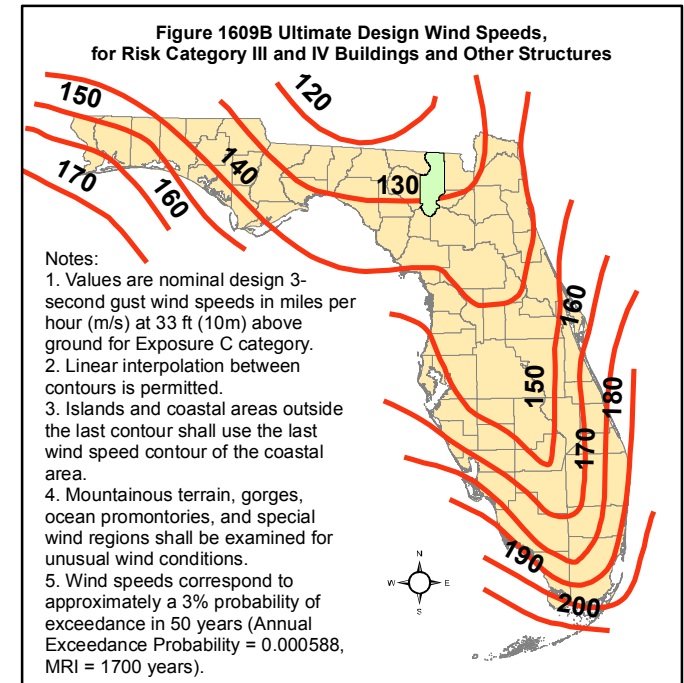 Figure 1609B Ultimate Design Wind Speeds,
for Risk Category III and IV Buildings and Other Structures
150
120
140
130
170
160
Notes:
1. Values are nominal design 3-
second gust wind speeds in miles per
hour (m/s) at 33 ft (10m) above
ground for Exposure C category.
2. Linear interpolation between
contours is permitted.
3. Islands and coastal areas outside
the last contour shall use the last
wind speed contour of the coastal
area.
4. Mountainous terrain, gorges,
ocean promontories, and special
wind regions shall be examined for
unusual wind conditions.
5. Wind speeds correspond to
approximately a 3% probability of
exceedance in 50 years (Annual
Exceedance Probability = 0.000588,
MRI = 1700 years).
160
150
180
170
190
200
N
W E
S